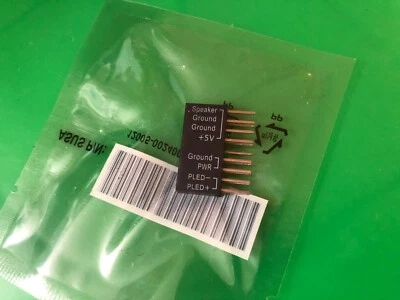 Speaker
Ground
Ground
+5V
Ground
PWR
PLED−
PLED+
ASUS P/N:
PP